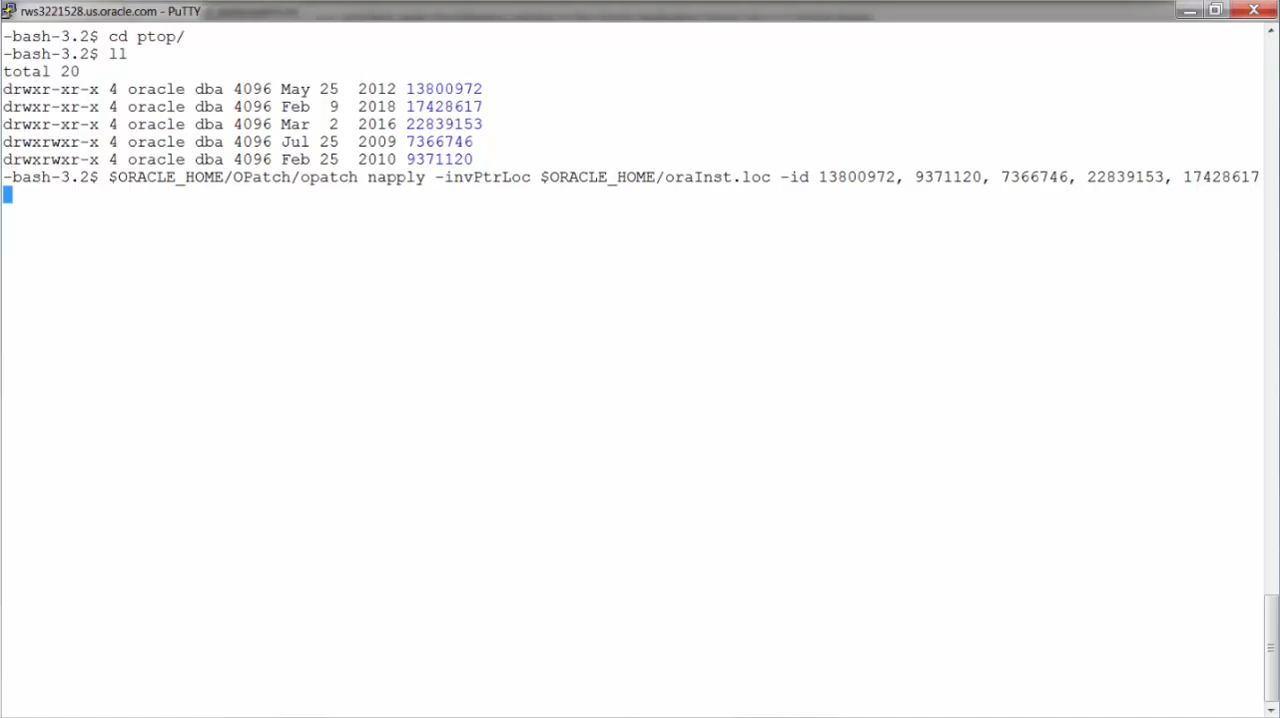 rws3221528.us.oracle.com - PuTTY
-bash-3.2$ cd ptop/
-bash-3.2$ ll
total 20
drwxr-xr-x 4 oracle dba 4096 May 25  2012 13800972
drwxr-xr-x 4 oracle dba 4096 Feb  9  2018 17428617
drwxr-xr-x 4 oracle dba 4096 Mar  2  2016 22839153
drwxrwxr-x 4 oracle dba 4096 Jul 25  2009 7366746
drwxrwxr-x 4 oracle dba 4096 Feb 25  2010 9371120
-bash-3.2$ $ORACLE_HOME/OPatch/opatch napply -invPtrLoc $ORACLE_HOME/oraInst.loc -id 13800972, 9371120, 7366746, 22839153, 17428617